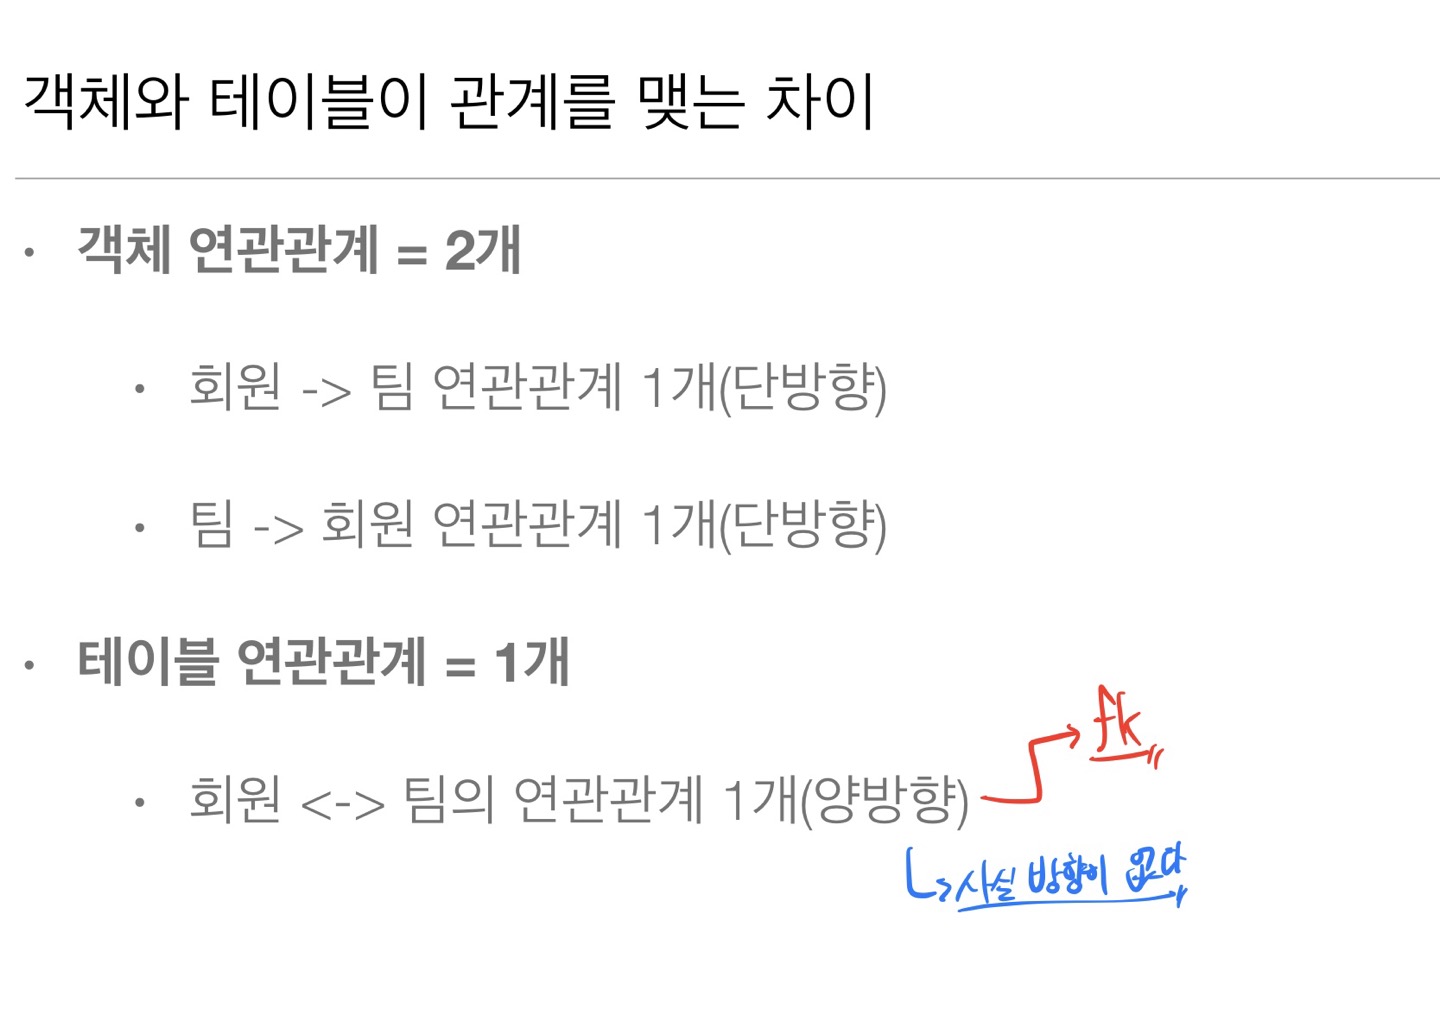 객체와 테이블이 관계를 맺는 차이
• 객체 연관관계 = 2개
• 회원 -> 팀 연관관계 1개(단방향)
• 팀 -> 회원 연관관계 1개(단방향)
• 테이블 연관관계 = 1개
fk
• 회원 <-> 팀의 연관관계 1개(양방향)
사실 방향이 없다